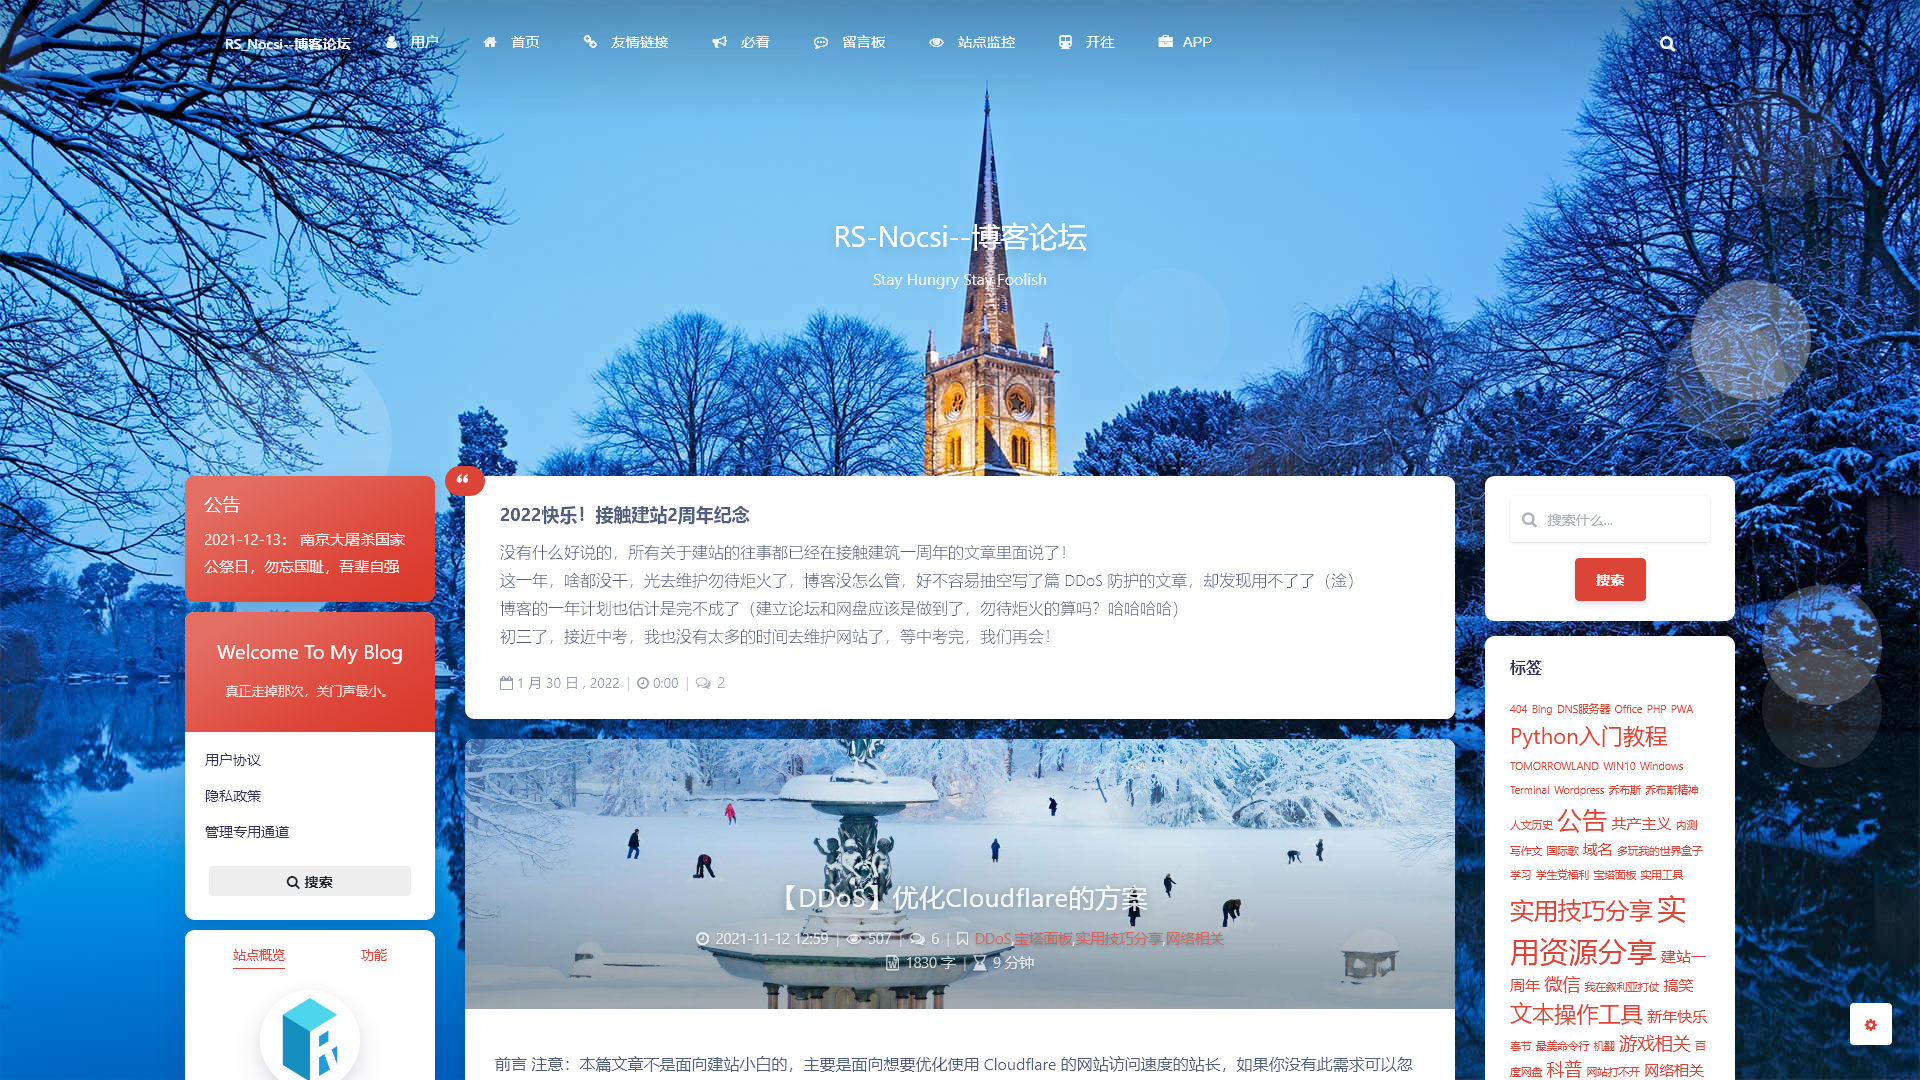 RS_Nocsi--博客论坛 用户 首页 友情链接 必看 留言板 站点监控 开往 APP
RS-Nocsi--博客论坛
Stay Hungry Stay Foolish
公告
2021-12-13： 南京大屠杀国家
公祭日，勿忘国耻，吾辈自强
Welcome To My Blog
真正走掉那次，关门声最小。
用户协议
隐私政策
管理专用通道
搜索
站点概览 功能
2022快乐！接触建站2周年纪念
没有什么好说的，所有关于建站的往事都已经在接触建筑一周年的文章里面说了！
这一年，啥都没干，光去维护勿待炬火了，博客没怎么管，好不容易抽空写了篇 DDoS 防护的文章，却发现用不了了（淦）
博客的一年计划也估计是完不成了（建立论坛和网盘应该是做到了，勿待炬火的算吗？哈哈哈哈）
初三了，接近中考，我也没有太多的时间去维护网站了，等中考完，我们再会！
1 月 30 日 , 2022 | 0:00 | 2
【DDoS】优化Cloudflare的方案
2021-11-12 12:59 | 507 | 6 | DDoS,宝塔面板,实用技巧分享,网络相关
1830 字 | 9 分钟
前言 注意：本篇文章不是面向建站小白的，主要是面向想要优化使用 Cloudflare 的网站访问速度的站长，如果你没有此需求可以忽
搜索什么...
搜索
标签
404 Bing DNS服务器 Office PHP PWA
Python入门教程
TOMORROWLAND WIN10 Windows
Terminal Wordpress 乔布斯 乔布斯精神
人文历史 公告 共产主义 内测
写作文 国际歌 域名 多玩我的世界盒子
学习 学生党福利 宝塔面板 实用工具
实用技巧分享 实
用资源分享 建站一
周年 微信 我在叙利亚打仗 搞笑
文本操作工具 新年快乐
春节 最美命令行 机翻 游戏相关 百
度网盘 科普 网站打不开 网络相关